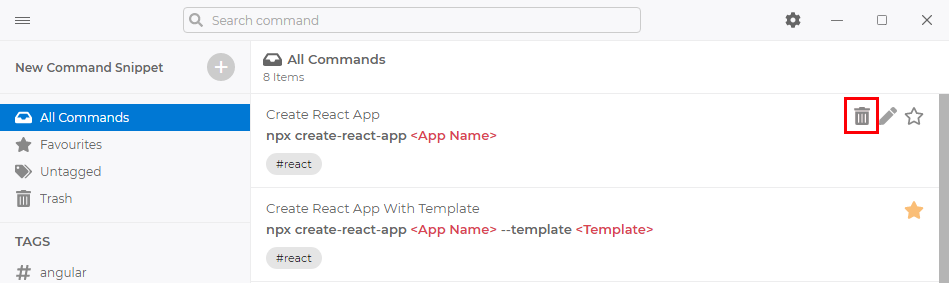 Search command
New Command Snippet
All Commands
8 Items
All Commands
Favourites
Untagged
Trash
TAGS
angular
Create React App
npx create-react-app <App Name>
#react
Create React App With Template
npx create-react-app <App Name> --template <Template>
#react